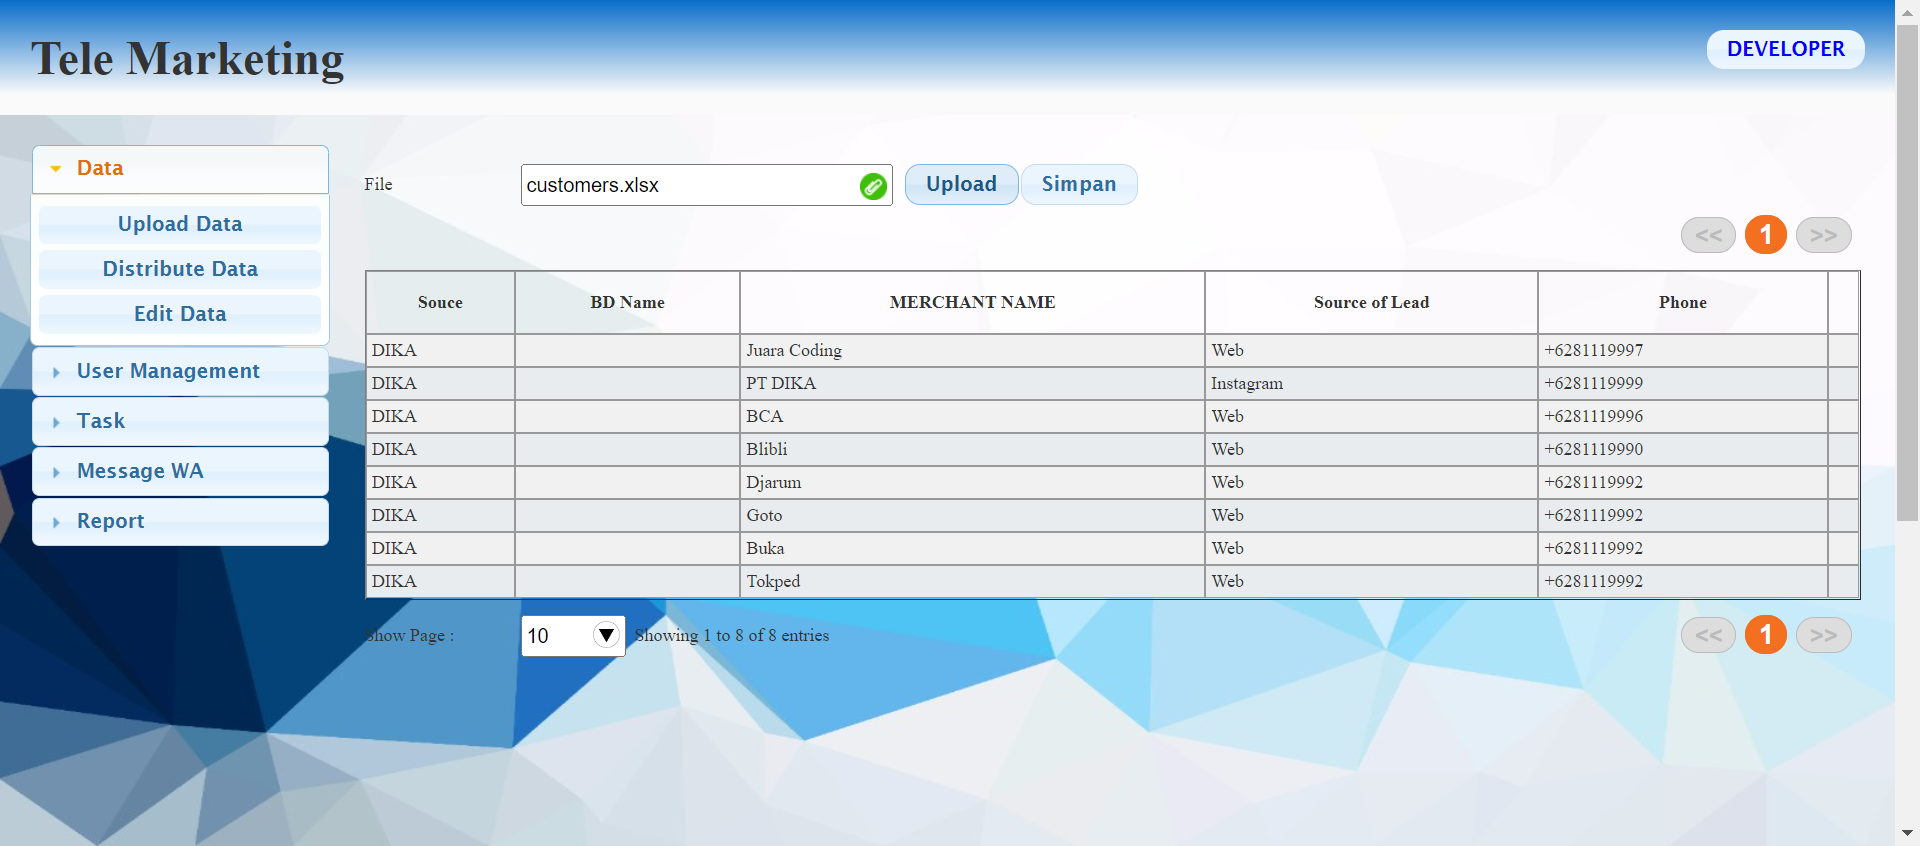 Tele Marketing
DEVELOPER
Data
Upload Data
Distribute Data
Edit Data
User Management
Task
Message WA
Report
File customers.xlsx Upload Simpan
<< 1 >>
Souce BD Name MERCHANT NAME Source of Lead Phone
DIKA Juara Coding Web +6281119997
DIKA PT DIKA Instagram +6281119999
DIKA BCA Web +6281119996
DIKA Blibli Web +6281119990
DIKA Djarum Web +6281119992
DIKA Goto Web +6281119992
DIKA Buka Web +6281119992
DIKA Tokped Web +6281119992
Show Page : 10 Showing 1 to 8 of 8 entries << 1 >>